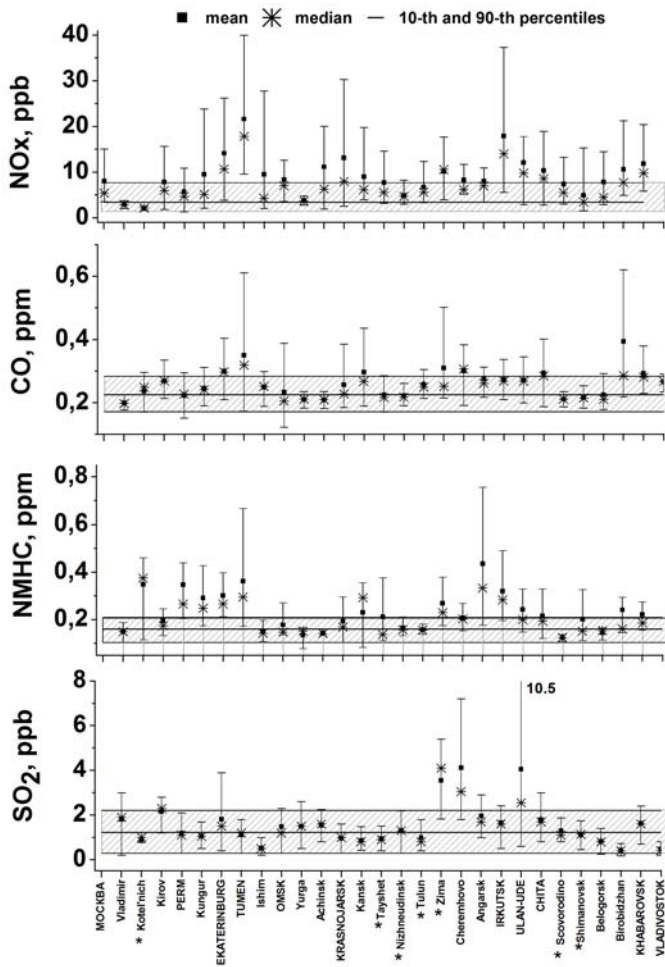 ■ mean ✳ median — 10-th and 90-th percentiles
NOx, ppb
40
30
20
10
0
CO, ppm
0,6
0,4
0,2
NMHC, ppm
0,8
0,6
0,4
0,2
SO₂, ppb
8
6
4
2
0
10.5
МОСКВА
Vladimir
* Kotel'nich
Kirov
PERM
Kungur
EKATERINBURG
TUMEN
Ishim
OMSK
Yurga
Achinsk
KRASNOJARSK
Kansk
* Tayshet
* Nizhneudinsk
* Tulun
* Zima
Cheremhovo
Angarsk
IRKUTSK
ULAN-UDE
CHITA
* Scovorodino
*Shimanovsk
Belogorsk
Birobidzhan
KHABAROVSK
VLADIVOSTOK